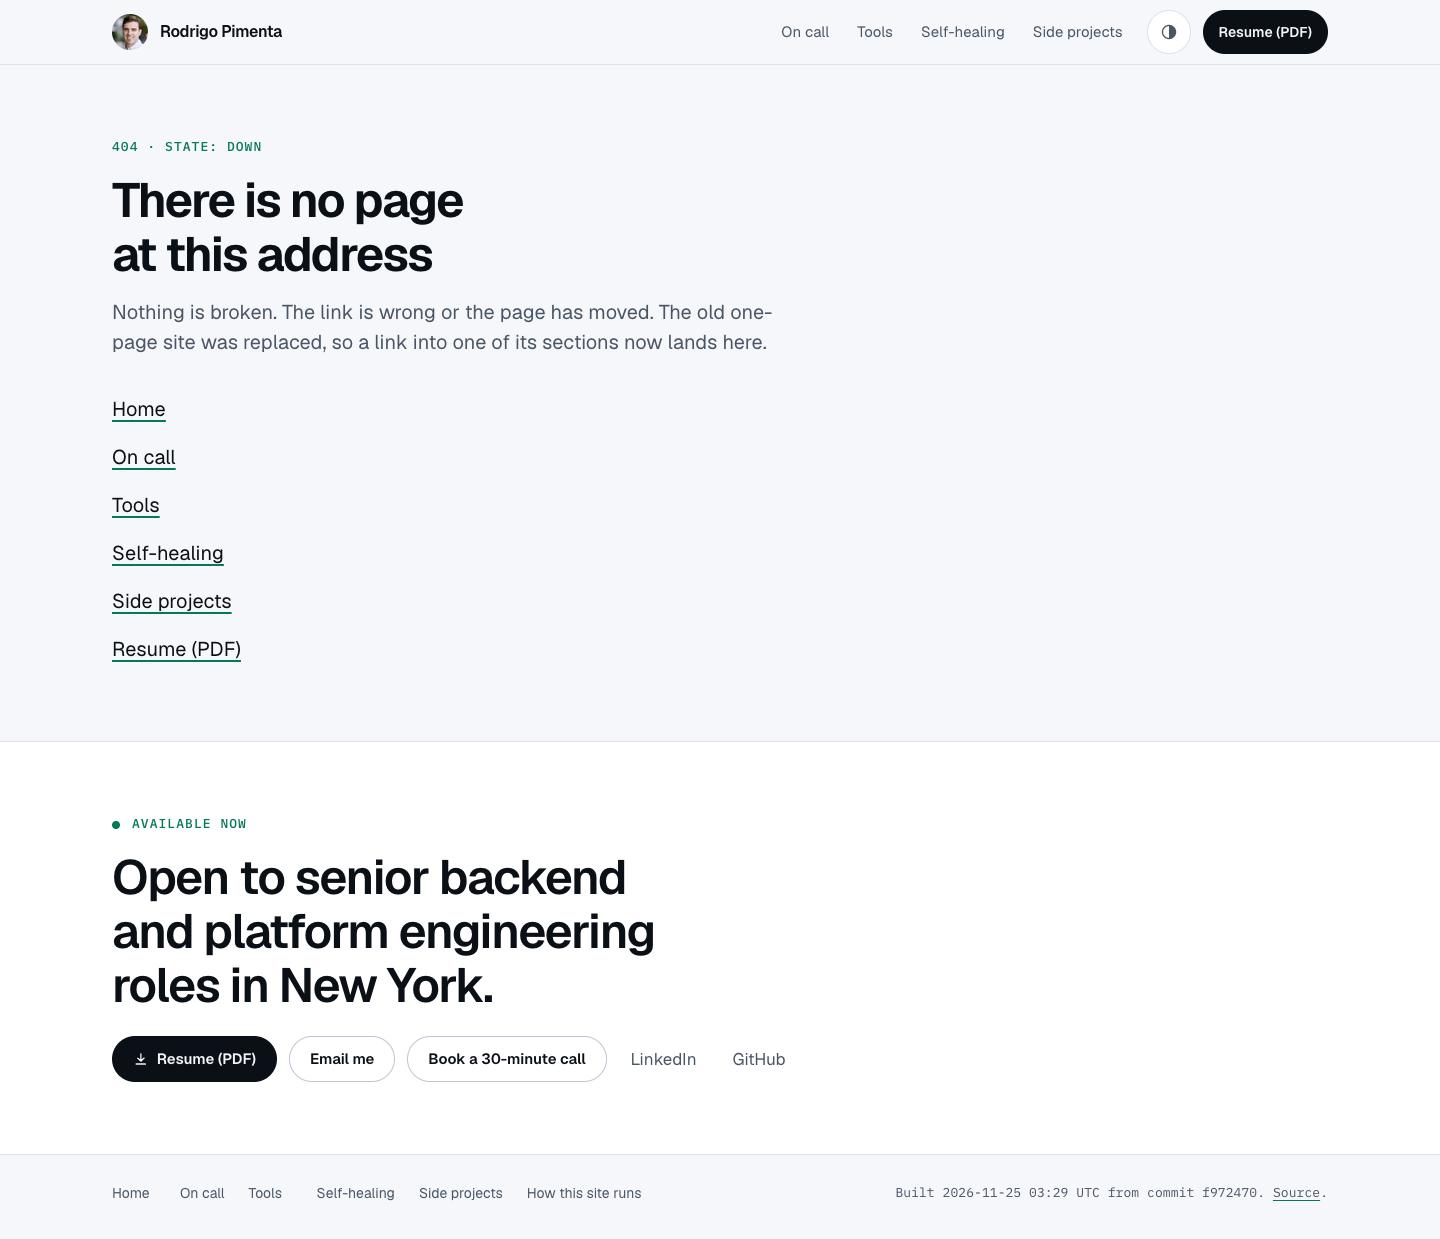 Rodrigo Pimenta
On call Tools Self-healing Side projects Resume (PDF)
404 · STATE: DOWN
There is no page
at this address
Nothing is broken. The link is wrong or the page has moved. The old one-
page site was replaced, so a link into one of its sections now lands here.
Home
On call
Tools
Self-healing
Side projects
Resume (PDF)
AVAILABLE NOW
Open to senior backend
and platform engineering
roles in New York.
Resume (PDF) Email me Book a 30-minute call LinkedIn GitHub
Home On call Tools Self-healing Side projects How this site runs
Built 2026-11-25 03:29 UTC from commit f972470. Source.